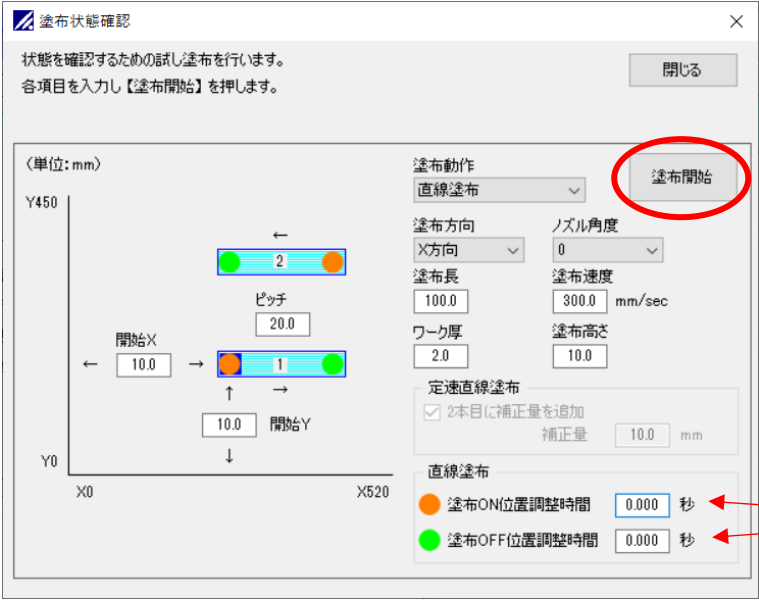 塗布状態確認
状態を確認するための試し塗布を行います。
各項目を入力し【塗布開始】を押します。
閉じる
(単位:mm)
Y450
←
2
ピッチ
20.0
開始X
← 10.0 →
1
↑ →
10.0 開始Y
↓
Y0
X0 X520
塗布動作
直線塗布
塗布開始
塗布方向 ノズル角度
X方向 0
塗布長 塗布速度
100.0 300.0 mm/sec
ワーク厚 塗布高さ
2.0 10.0
定速直線塗布
2本目に補正量を追加
補正量 10.0 mm
直線塗布
塗布ON位置調整時間 0.000 秒
塗布OFF位置調整時間 0.000 秒